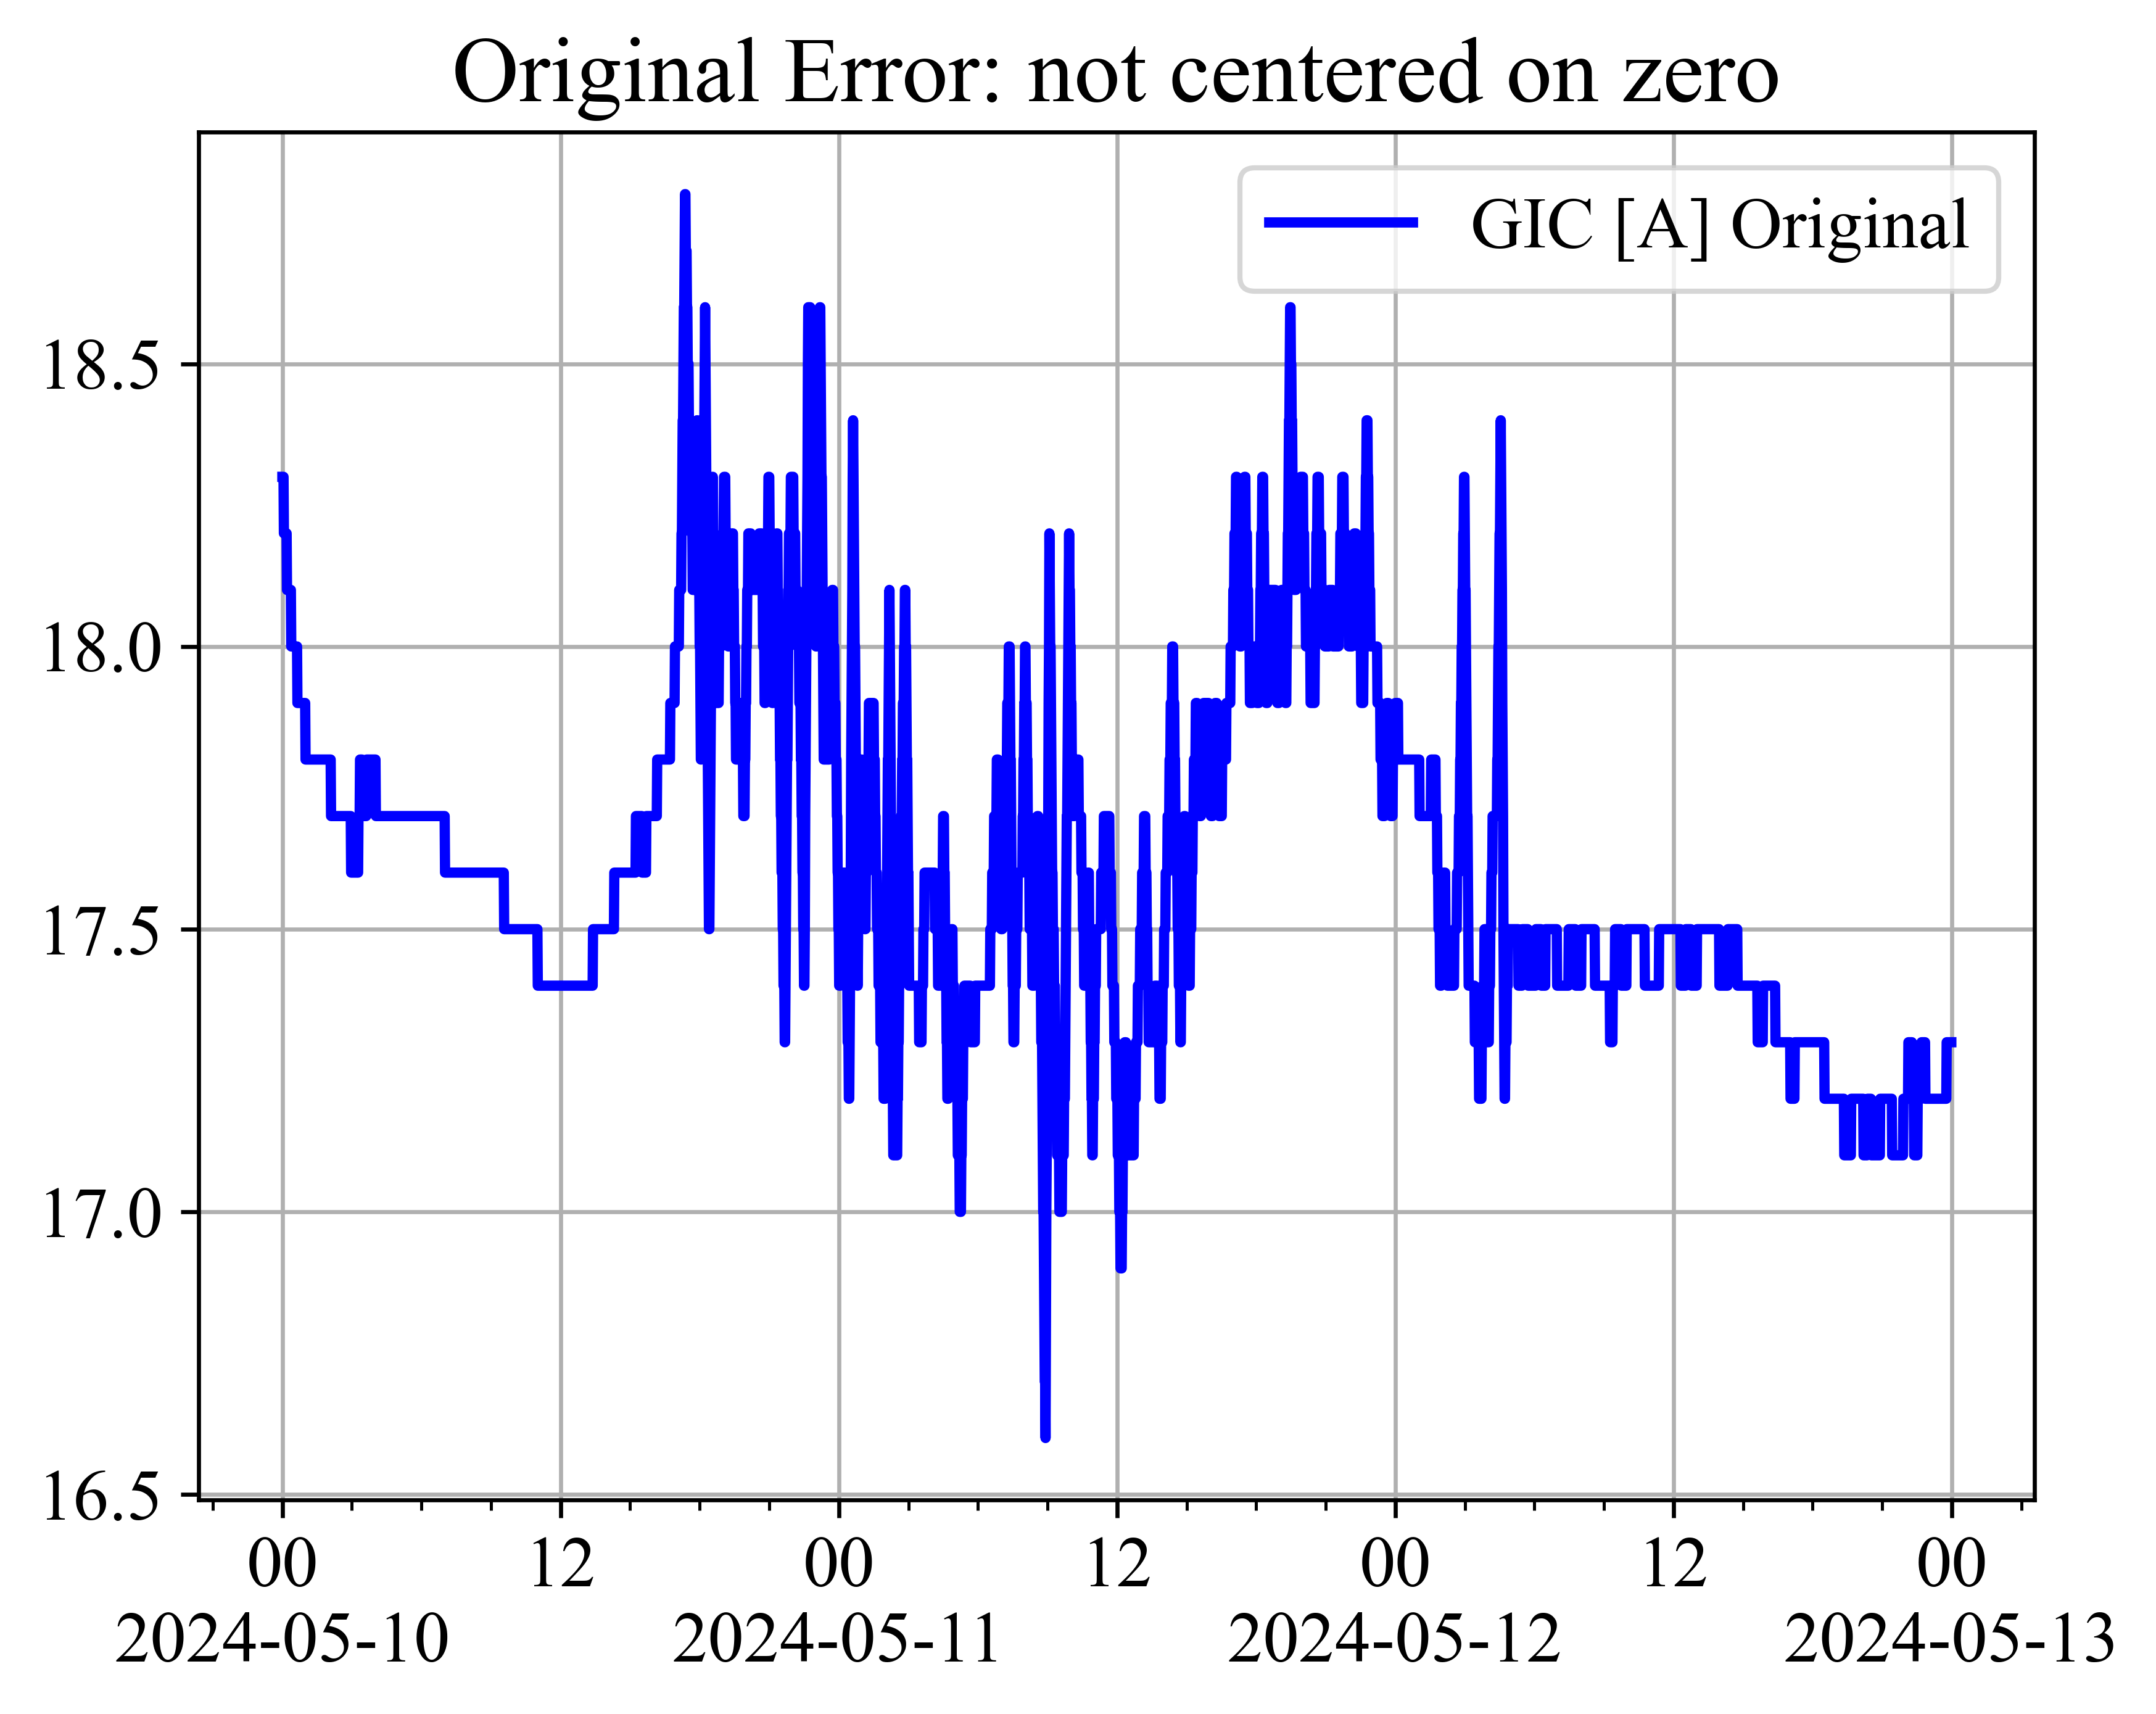 Original Error: not centered on zero
GIC [A] Original
18.5
18.0
17.5
17.0
16.5
00 12 00 12 00 12 00
2024-05-10 2024-05-11 2024-05-12 2024-05-13